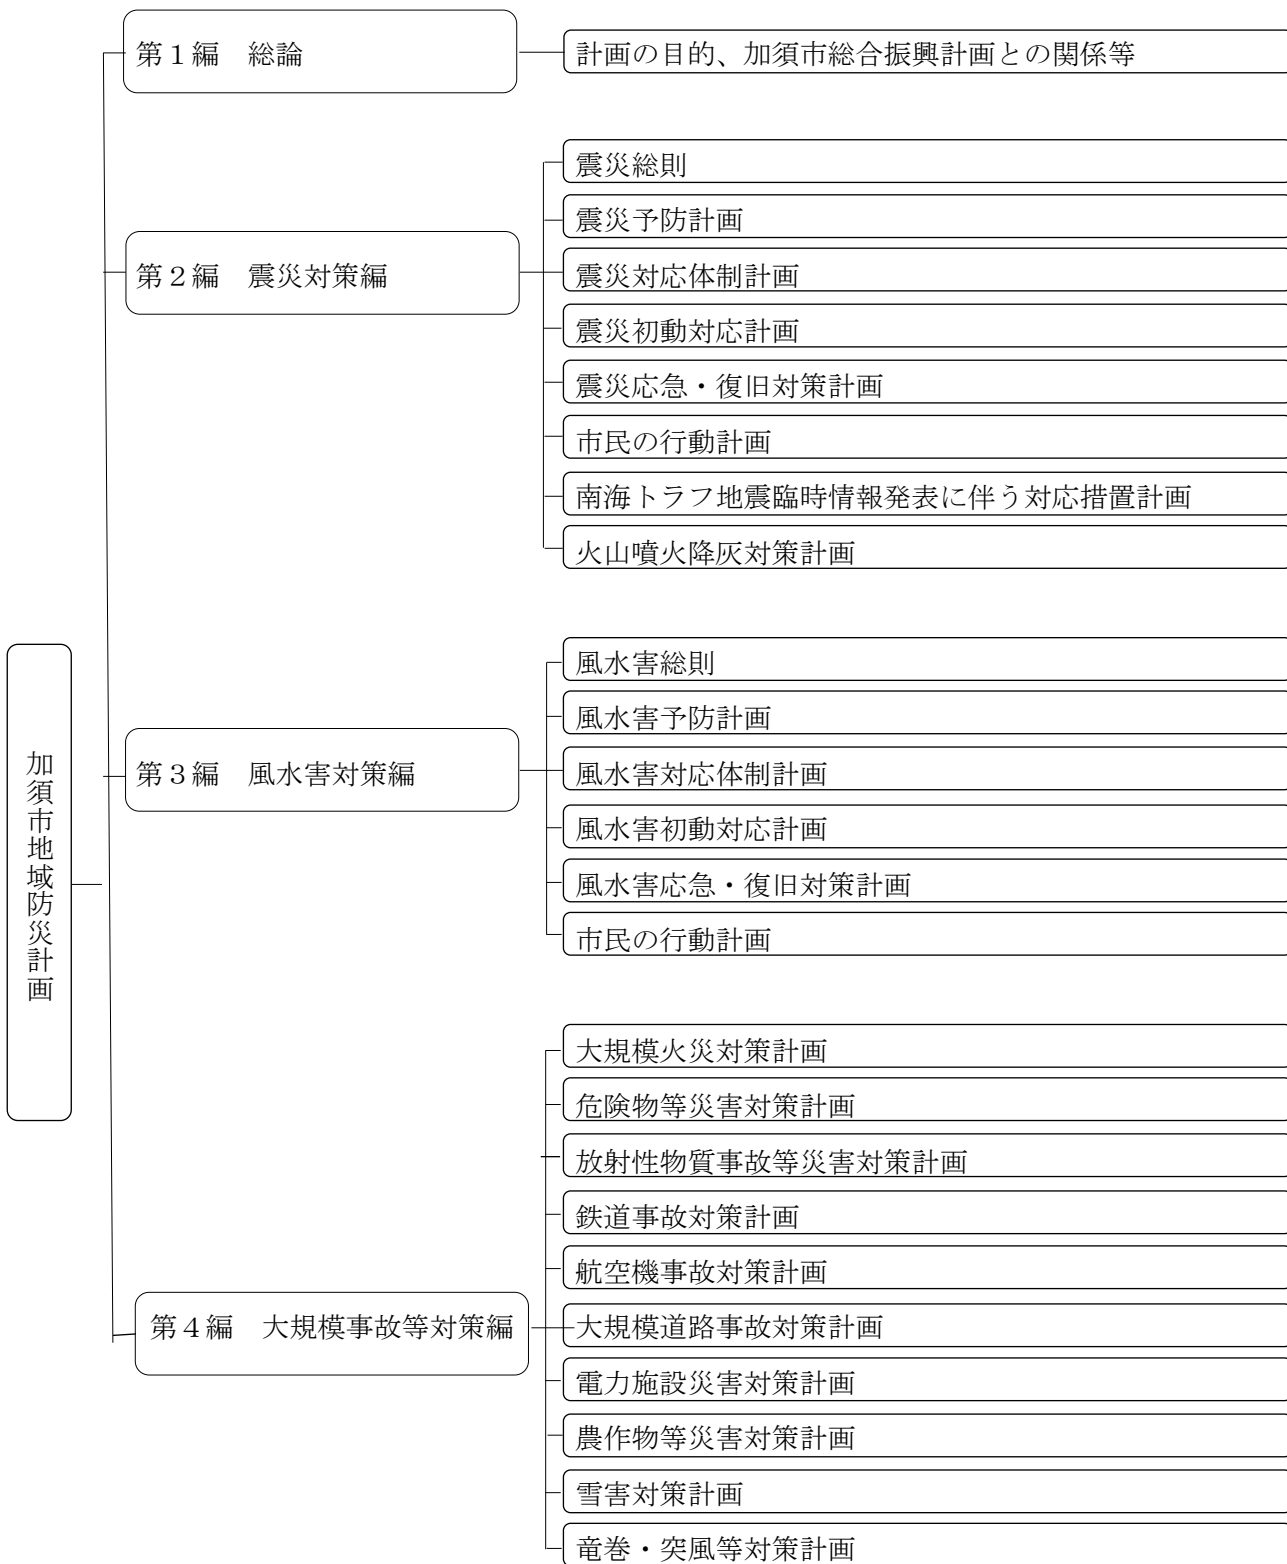 加須市地域防災計画
第１編　総論
計画の目的、加須市総合振興計画との関係等
第２編　震災対策編
震災総則
震災予防計画
震災対応体制計画
震災初動対応計画
震災応急・復旧対策計画
市民の行動計画
南海トラフ地震臨時情報発表に伴う対応措置計画
火山噴火降灰対策計画
第３編　風水害対策編
風水害総則
風水害予防計画
風水害対応体制計画
風水害初動対応計画
風水害応急・復旧対策計画
市民の行動計画
第４編　大規模事故等対策編
大規模火災対策計画
危険物等災害対策計画
放射性物質事故等災害対策計画
鉄道事故対策計画
航空機事故対策計画
大規模道路事故対策計画
電力施設災害対策計画
農作物等災害対策計画
雪害対策計画
竜巻・突風等対策計画